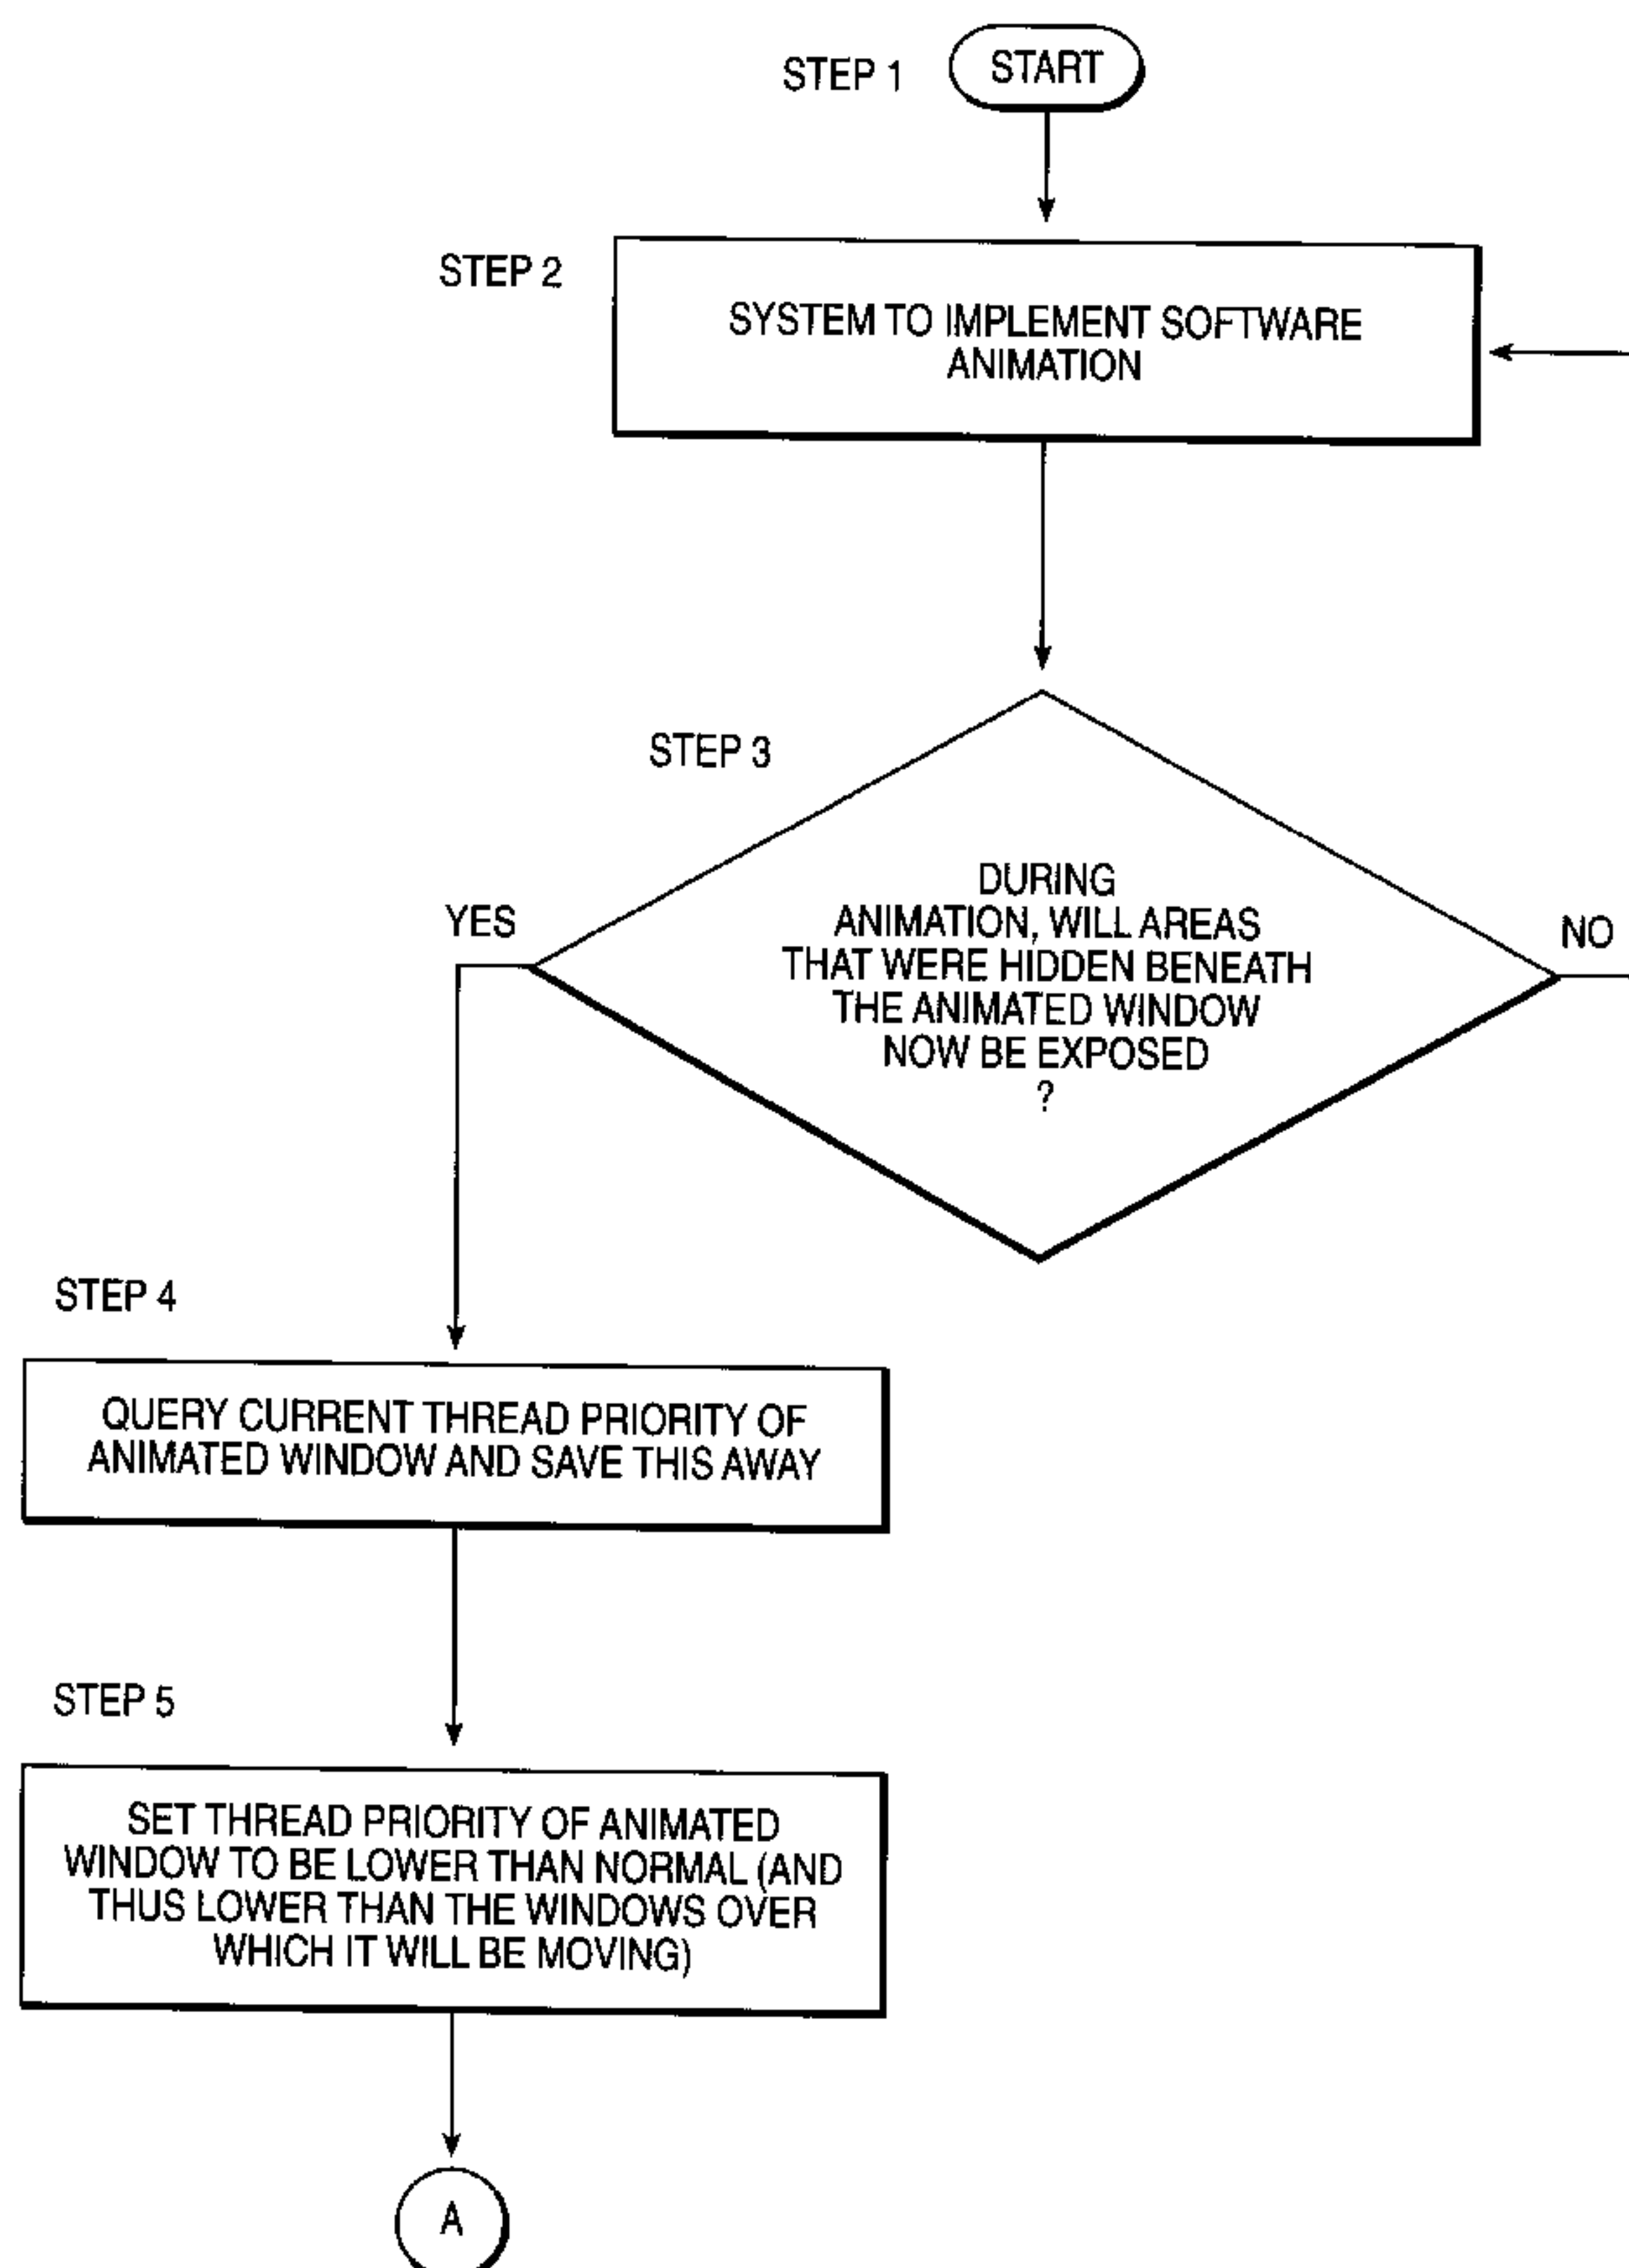 STEP 1
START
STEP 2
SYSTEM TO IMPLEMENT SOFTWARE
ANIMATION
STEP 3
DURING
ANIMATION, WILL AREAS
THAT WERE HIDDEN BENEATH
THE ANIMATED WINDOW
NOW BE EXPOSED
?
YES
NO
STEP 4
QUERY CURRENT THREAD PRIORITY OF
ANIMATED WINDOW AND SAVE THIS AWAY
STEP 5
SET THREAD PRIORITY OF ANIMATED
WINDOW TO BE LOWER THAN NORMAL (AND
THUS LOWER THAN THE WINDOWS OVER
WHICH IT WILL BE MOVING)
A